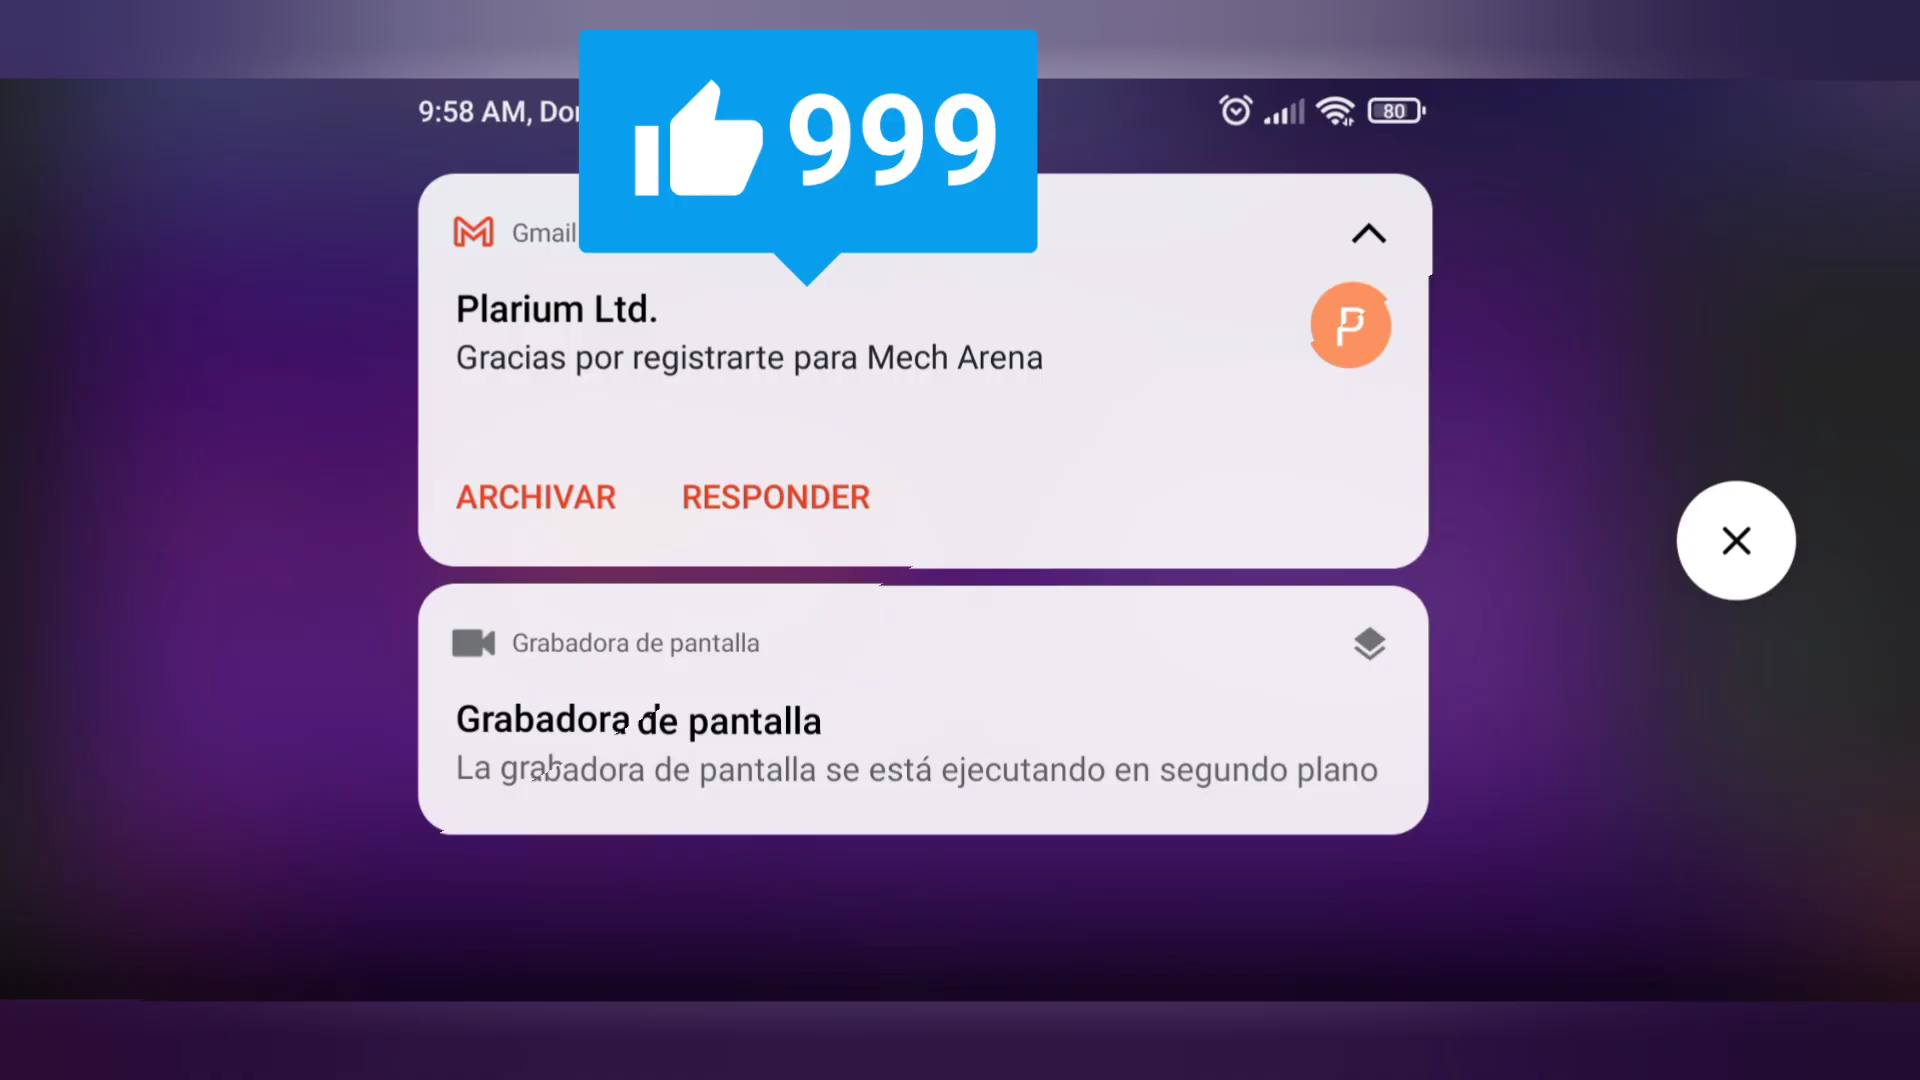 9:58 AM,
999
80
Gmail
Plarium Ltd.
Gracias por registrarte para Mech Arena
P
ARCHIVAR RESPONDER
Grabadora de pantalla
Grabadora de pantalla
La grabadora de pantalla se está ejecutando en segundo plano